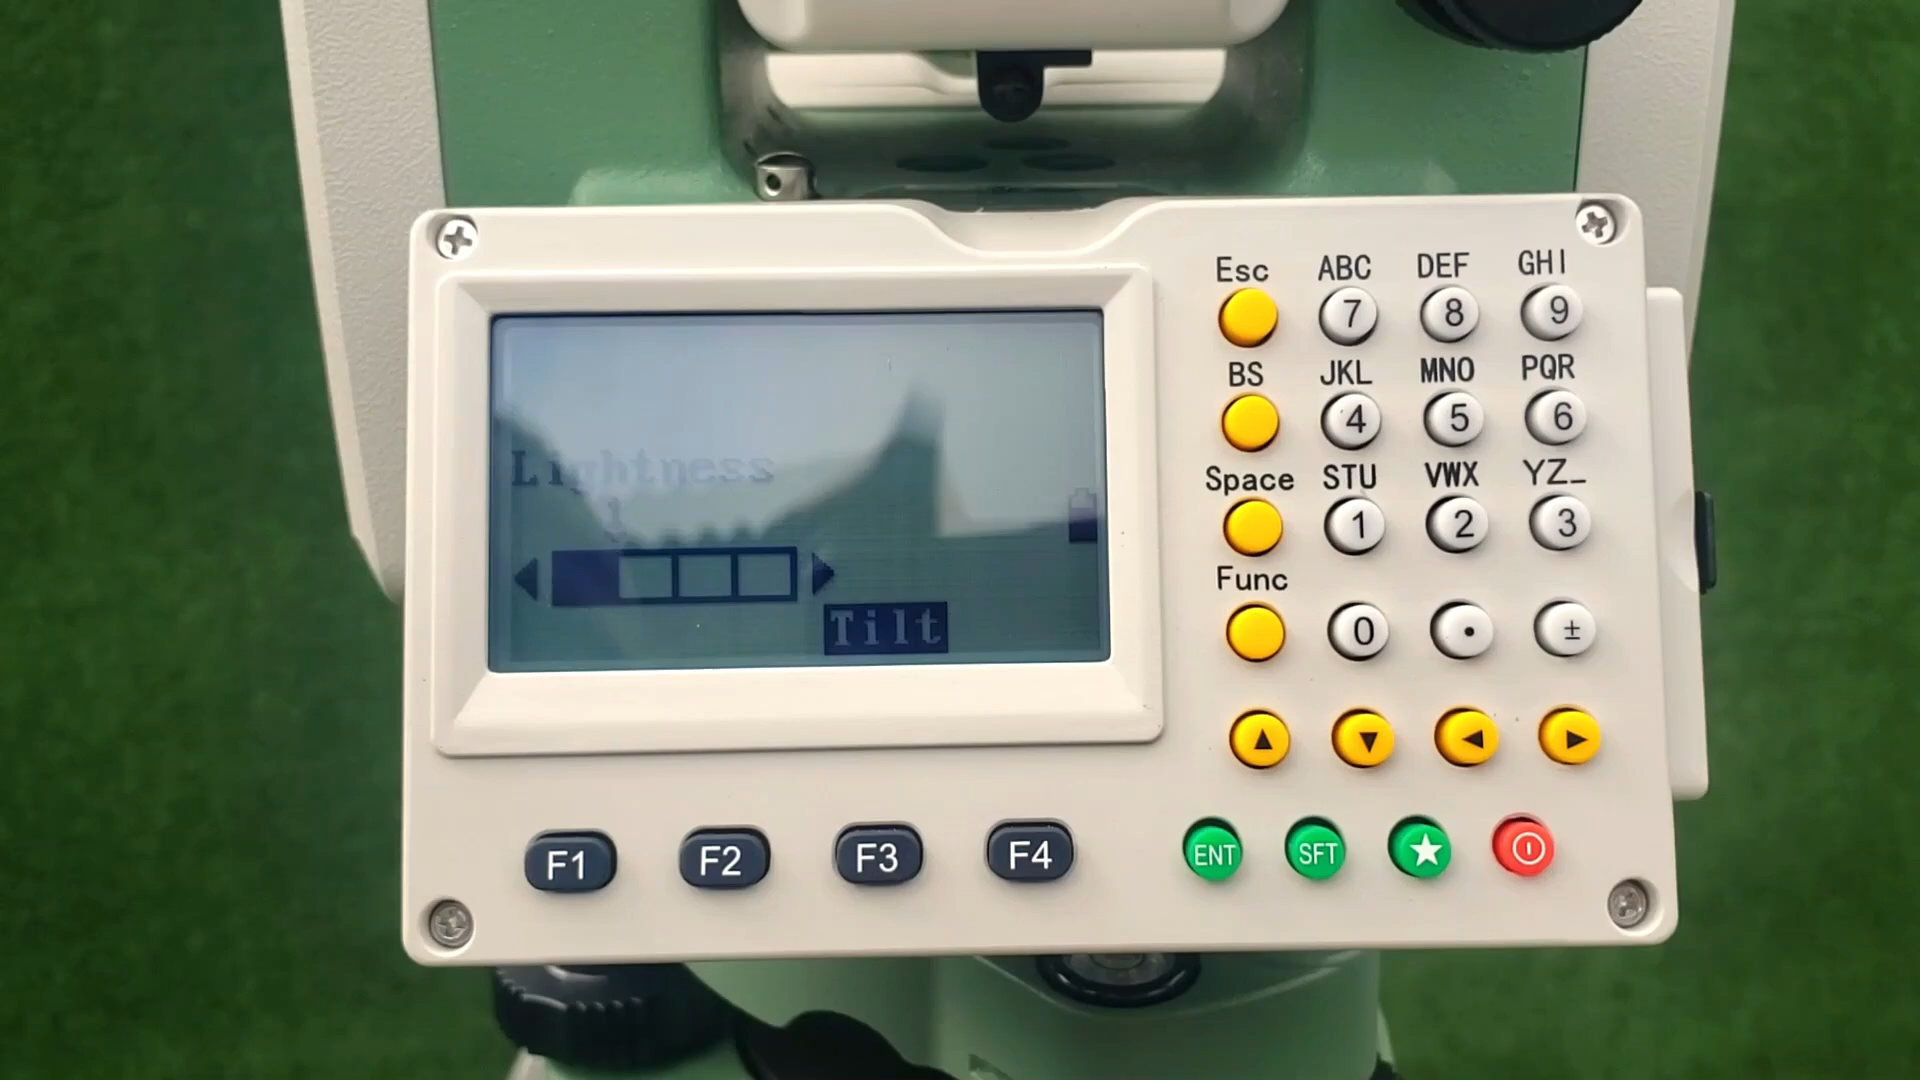 Esc ABC DEF GHI
7 8 9
BS JKL MNO PQR
4 5 6
Space STU VWX YZ_
1 2 3
Func
0 • ±
Lightness
1
Tilt
F1 F2 F3 F4 ENT SFT